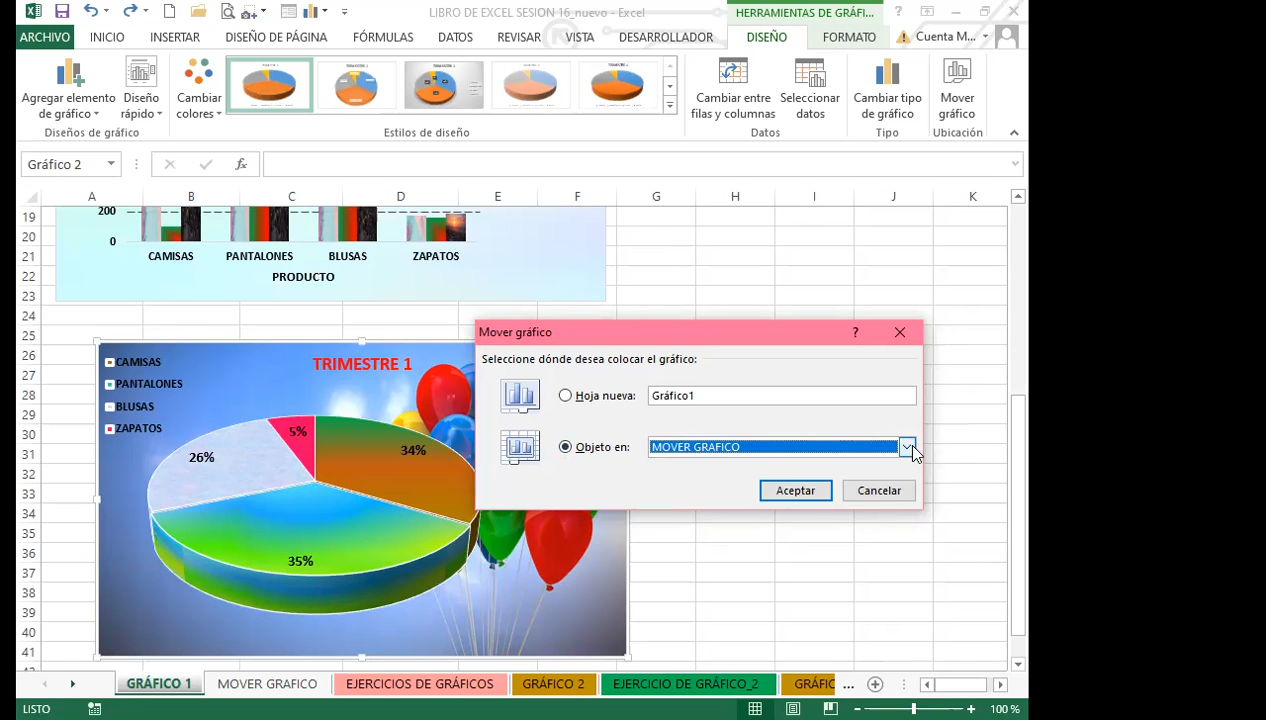 LIBRO DE EXCEL SESION 16_nuevo - Excel
HERRAMIENTAS DE GRÁFI...
?
ARCHIVO INICIO INSERTAR DISEÑO DE PÁGINA FÓRMULAS DATOS REVISAR VISTA DESARROLLADOR DISEÑO FORMATO Cuenta M...
Agregar elemento de gráfico
Diseño rápido
Cambiar colores
Cambiar entre filas y columnas
Seleccionar datos
Cambiar tipo de gráfico
Mover gráfico
Diseños de gráfico Estilos de diseño Datos Tipo Ubicación
Gráfico 2 fx
A B C D E F G H I J K
19
20
21
22
23
24
25
26
27
28
29
30
31
32
33
34
35
36
37
38
39
40
41
200
0
CAMISAS PANTALONES BLUSAS ZAPATOS
PRODUCTO
TRIMESTRE 1
CAMISAS
PANTALONES
BLUSAS
ZAPATOS
5%
34%
26%
35%
Mover gráfico ?
Seleccione dónde desea colocar el gráfico:
Hoja nueva: Gráfico1
Objeto en: MOVER GRAFICO
Aceptar Cancelar
GRÁFICO 1 MOVER GRAFICO EJERCICIOS DE GRÁFICOS GRÁFICO 2 EJERCICIO DE GRÁFICO_2 GRÁFIC ...
LISTO 100 %